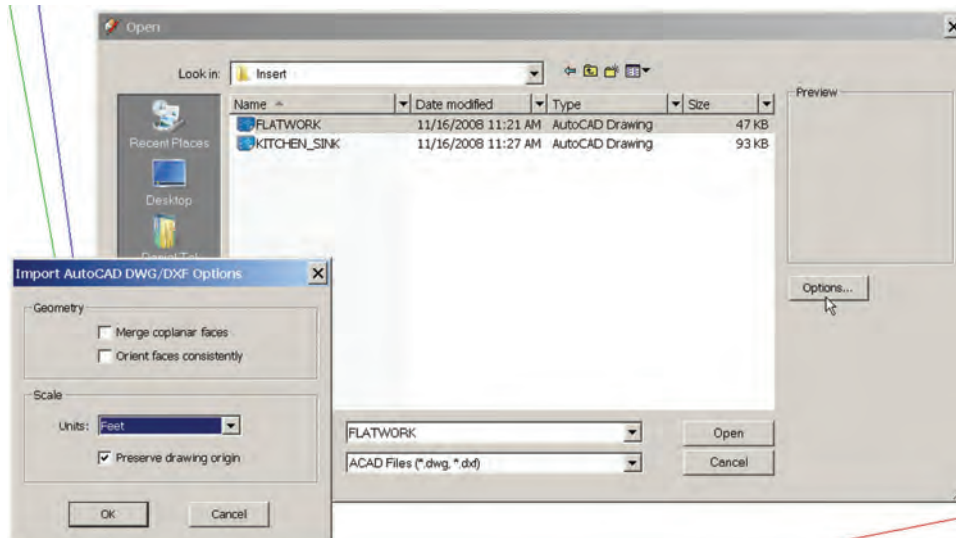 Open
Look in: Insert
Preview
Name Date modified Type Size
FLATWORK 11/16/2008 11:21 AM AutoCAD Drawing 47 KB
KITCHEN_SINK 11/16/2008 11:27 AM AutoCAD Drawing 93 KB
Recent Places
Desktop
Options...
Import AutoCAD DWG/DXF Options
Geometry
Merge coplanar faces
Orient faces consistently
Scale
Units: Feet
Preserve drawing origin
OK Cancel
FLATWORK Open
ACAD Files (*.dwg, *.dxf) Cancel